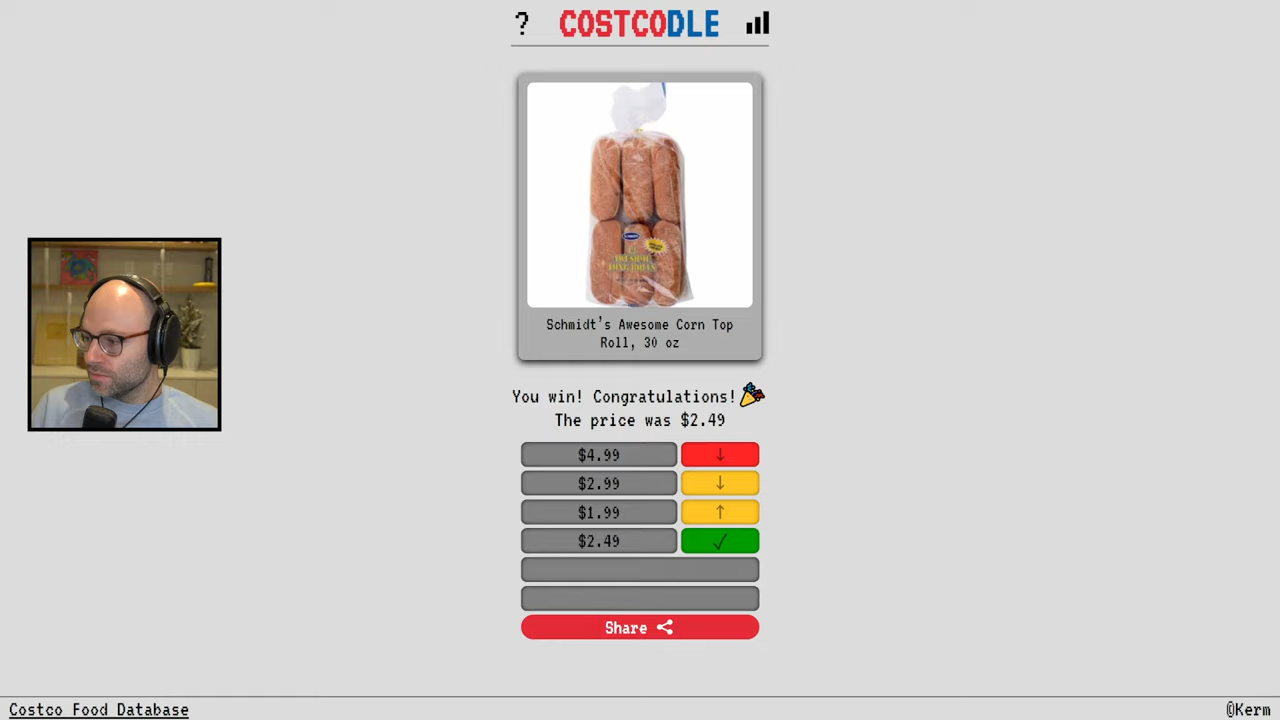 ?
COSTCODLE
Schmidt's Awesome Corn Top
Roll, 30 oz
You win! Congratulations!
The price was $2.49
$4.99 ↓
$2.99 ↓
$1.99 ↑
$2.49 ✓
Share
Costco Food Database
@Kerm